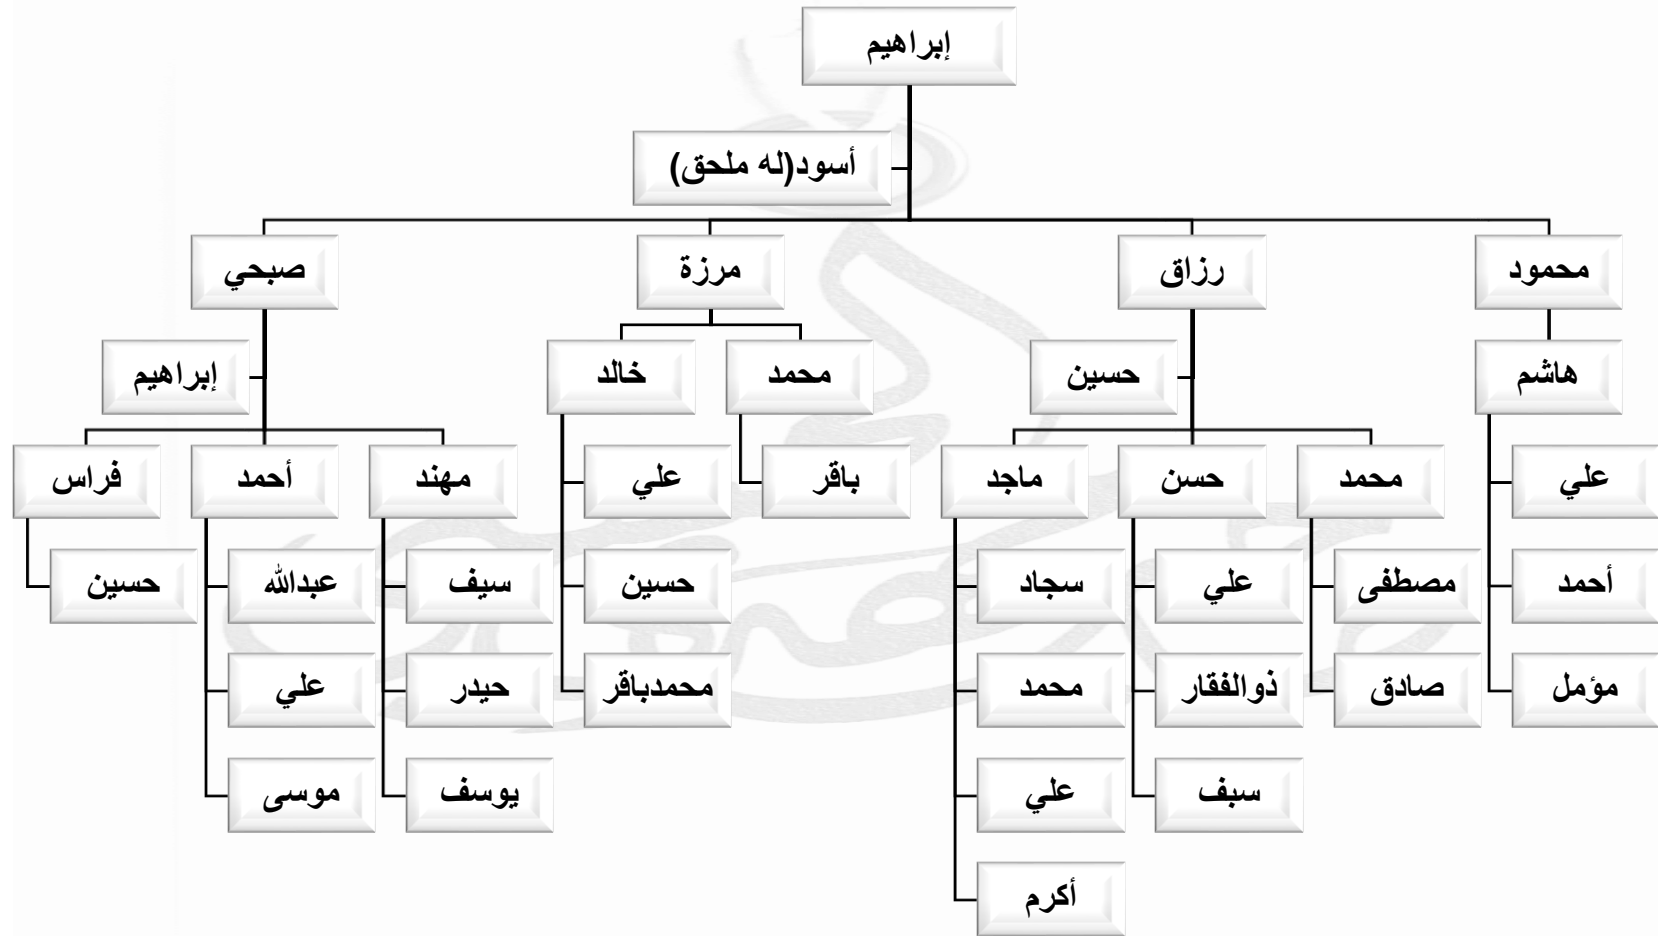 إبراهيم
أسود(له ملحق)
محمود
رزاق
مرزة
صبحي
هاشم
حسين
محمد
خالد
إبراهيم
علي
محمد
حسن
ماجد
باقر
علي
مهند
أحمد
فراس
أحمد
مصطفى
علي
سجاد
حسين
سيف
عبدالله
حسين
مؤمل
صادق
ذوالفقار
محمد
محمدباقر
حيدر
علي
سبف
علي
يوسف
موسى
أكرم